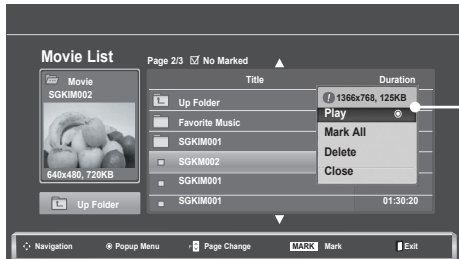 Movie List
Page 2/3 ☑ No Marked
Movie
SGKIM002
640x480, 720KB
Up Folder
Title Duration
Up Folder
Favorite Music
SGKIM001
SGKM002
SGKIM001
SGKIM001 01:30:20
1366x768, 125KB
Play
Mark All
Delete
Close
Navigation
Popup Menu
Page Change
MARK Mark
Exit